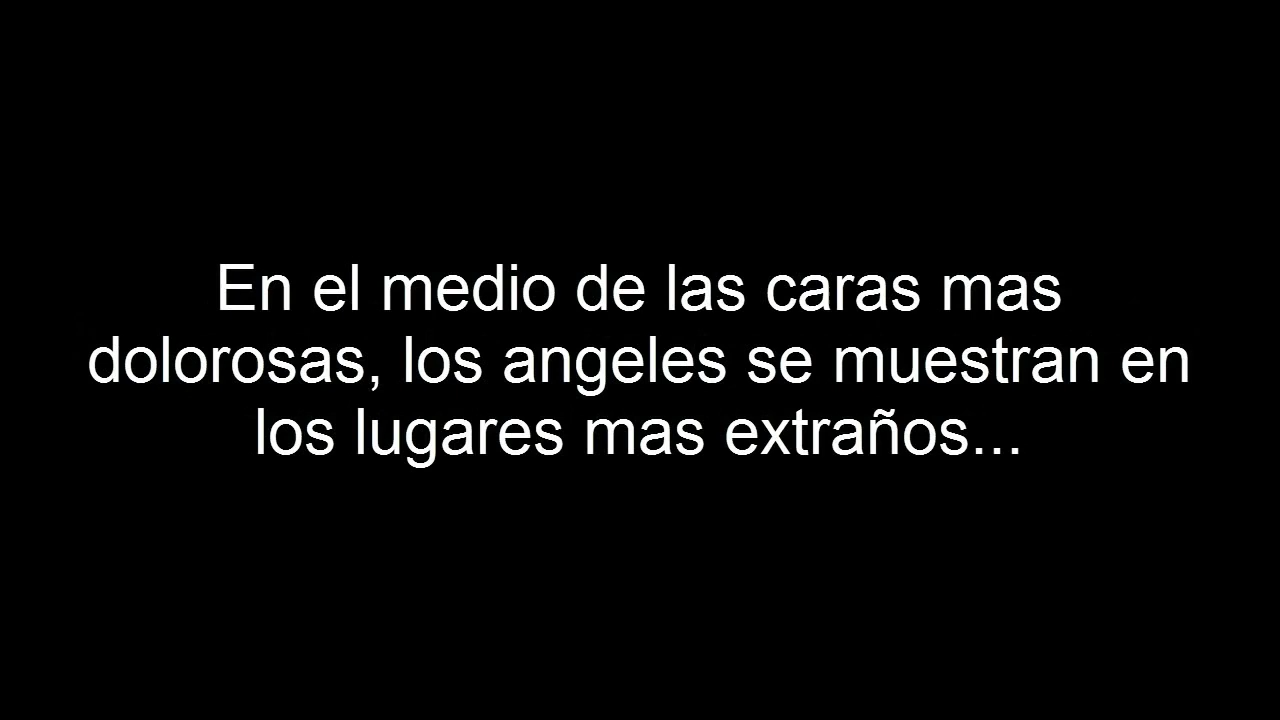 En el medio de las caras mas
dolorosas, los angeles se muestran en
los lugares mas extraños...